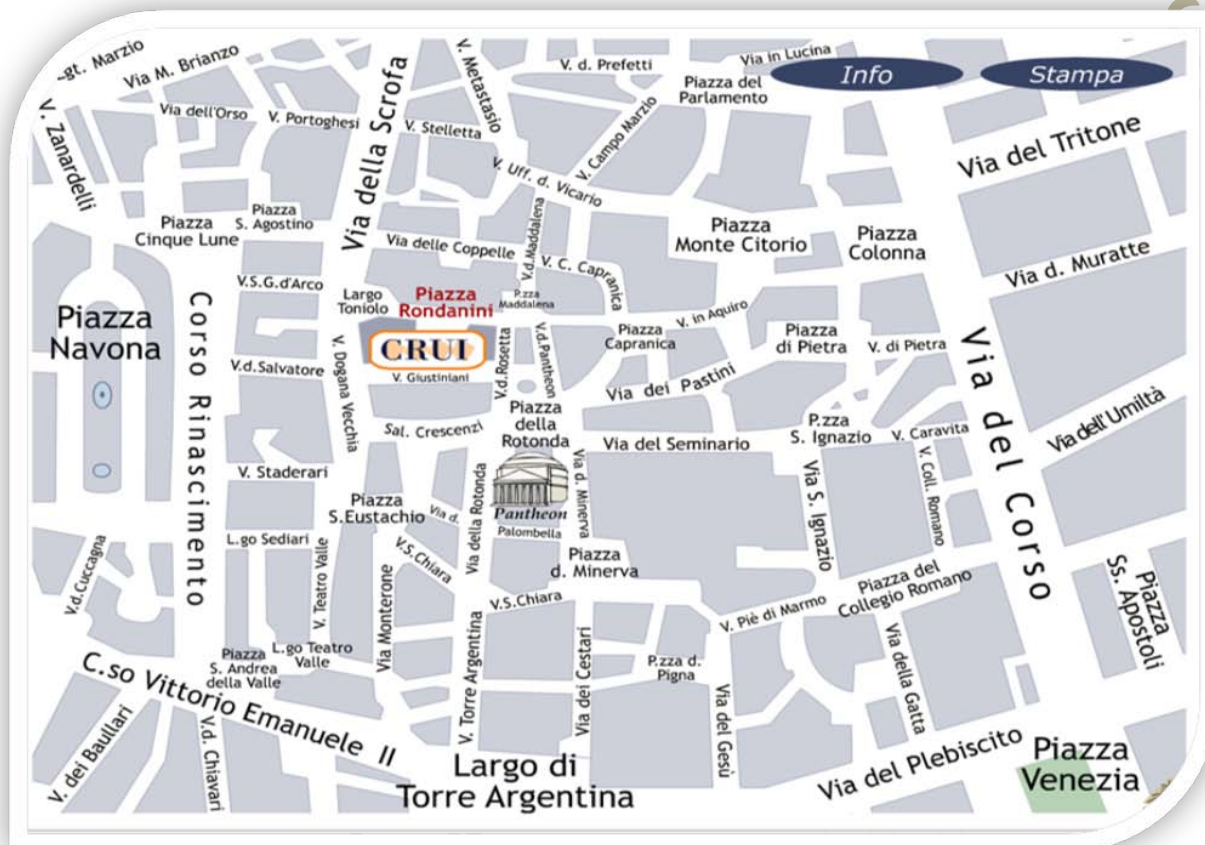 V. Brianzo
Via M. Brianzo
-gt. Marzio
V. Metastasio
V. d. Prefetti
Via in Lucina
Info
Stampa
Piazza del
Parlamento
V. Zanardelli
Via dell'Orso
V. Portoghesi
Via della Scrofa
V. Stelletta
V. Campo Marzio
Via del Tritone
V. Uff. d. Vicario
Piazza
Cinque Lune
Piazza
S. Agostino
V.d.Maddalena
Piazza
Monte Citorio
Piazza
Colonna
Via delle Coppelle
V. C. Capranica
Via d. Muratte
V.S.G.d'Arco
Largo
Toniolo
Piazza
Rondanini
P.zza
Maddalena
Piazza
Navona
Corso Rinascimento
CRUI
V. Giustiniani
V.d.Salvatore
V. Dogana Vecchia
V.d.Rosetta
V.d.Pantheon
Piazza
Capranica
V. in Aquiro
Piazza
di Pietra
V. di Pietra
Via del Corso
Via dei Pastini
Sal. Crescenzi
Piazza
della
Rotonda
Via del Seminario
P.zza
S. Ignazio
V. Caravita
Via dell'Umiltà
V. Staderari
Piazza
S.Eustachio
Via d.
Via della Rotonda
Pantheon
Palombella
Via d. Minerva
Via S. Ignazio
V. Coll. Romano
L.go Sediari
V. Teatro Valle
V.S.Chiara
Piazza
d. Minerva
V.d.Cuccagna
Via Monterone
V.S.Chiara
V. Piè di Marmo
Piazza del
Collegio Romano
Piazza
Ss. Apostoli
Piazza
S. Andrea
della Valle
L.go Teatro
Valle
V. Torre Argentina
Via dei Cestari
P.zza d.
Pigna
Via del Gesù
Via della Gatta
C.so Vittorio Emanuele II
V. dei Baullari
V.d. Chiavari
Largo di
Torre Argentina
Via del Plebiscito
Piazza
Venezia